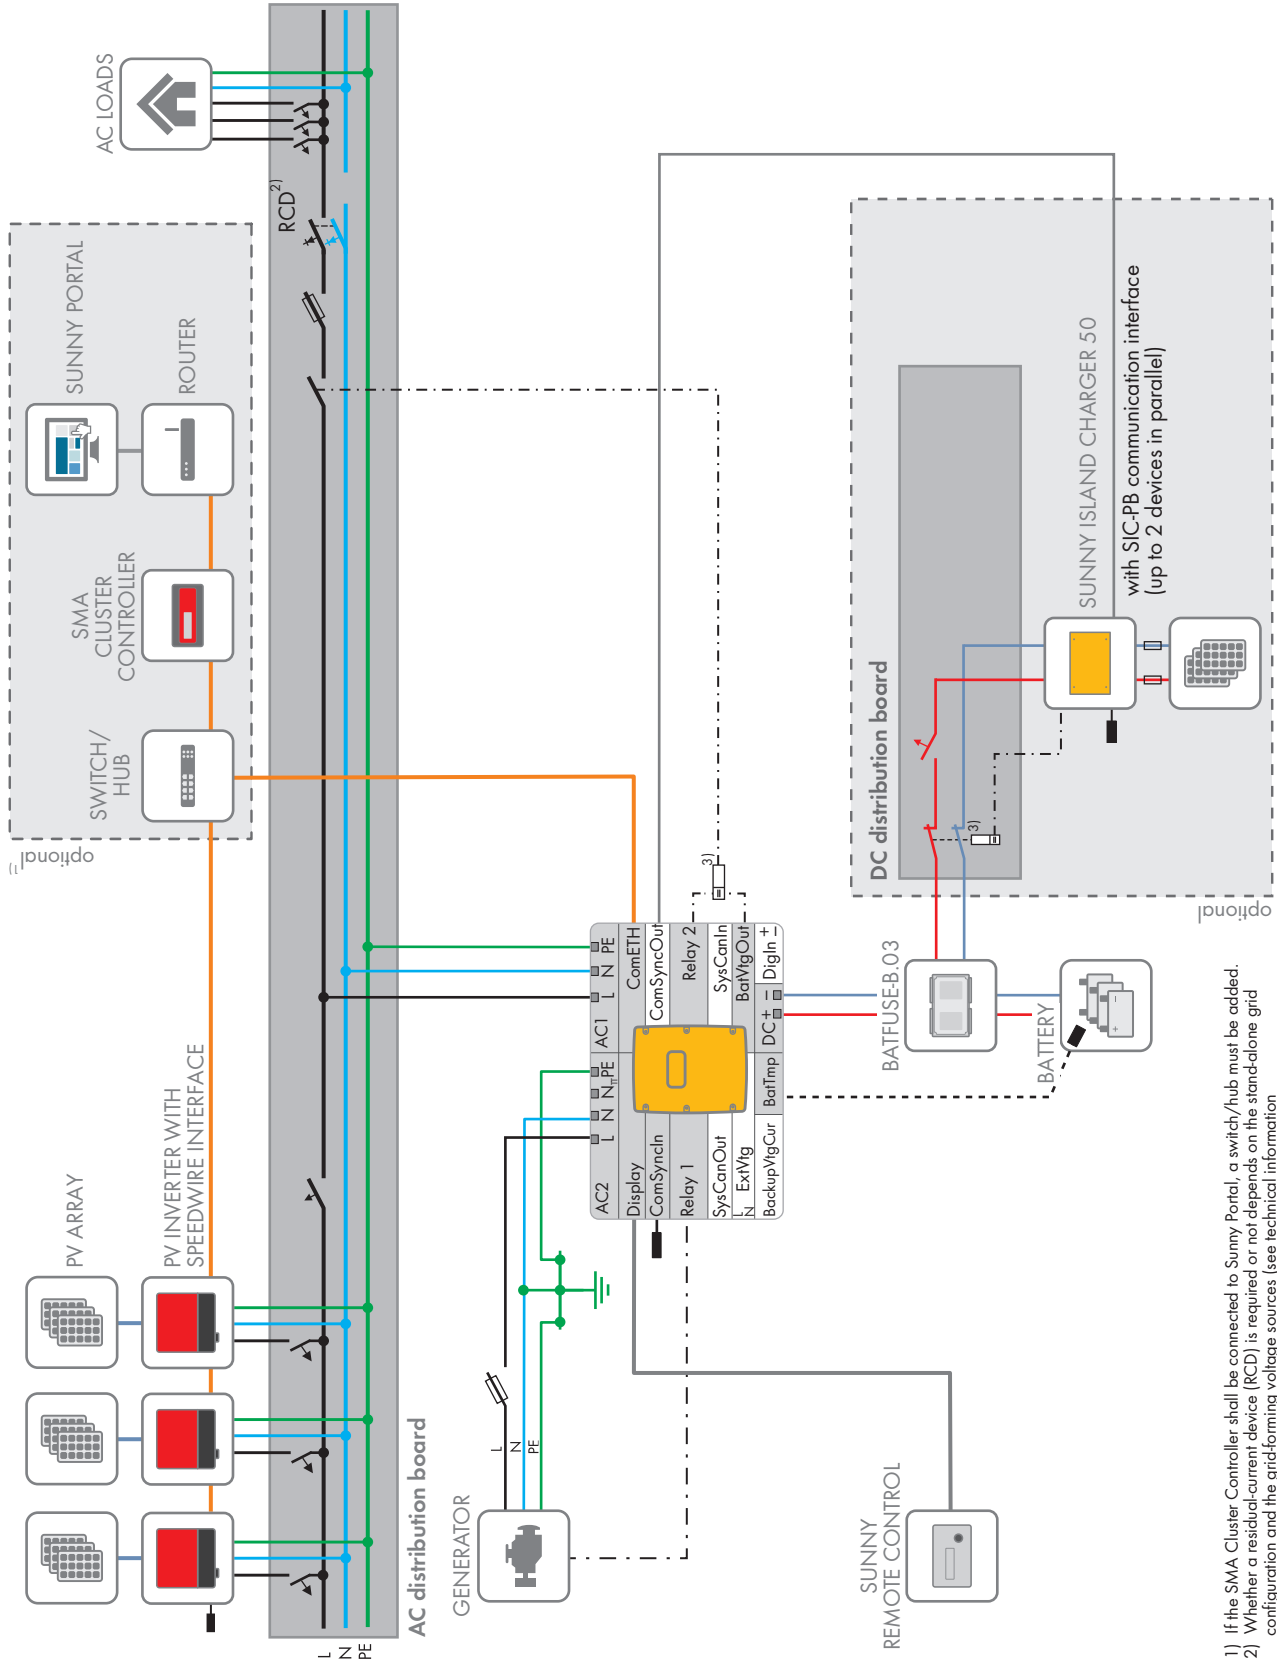 PV ARRAY
PV INVERTER WITH
SPEEDWIRE INTERFACE
optional 1)
SWITCH/
HUB
SMA
CLUSTER
CONTROLLER
SUNNY PORTAL
ROUTER
AC LOADS
RCD2)
L
N
PE
AC distribution board
GENERATOR
L
N
PE
AC2
L
N
NTT
PE
AC1
L
N
PE
Display
ComETH
ComSyncIn
ComSyncOut
Relay 1
Relay 2
SysCanOut
SysCanIn
L
N
ExtVtg
BatVtgOut
BackupVtgCur
BatTmp
DC+
–
DigIn
–
+
3)
SUNNY
REMOTE CONTROL
BATFUSE-B.03
BATTERY
optional
DC distribution board
3)
SUNNY ISLAND CHARGER 50
with SIC-PB communication interface
(up to 2 devices in parallel)
1) If the SMA Cluster Controller shall be connected to Sunny Portal, a switch/hub must be added.
2) Whether a residual-current device (RCD) is required or not depends on the stand-alone grid
configuration and the grid-forming voltage sources (see technical information